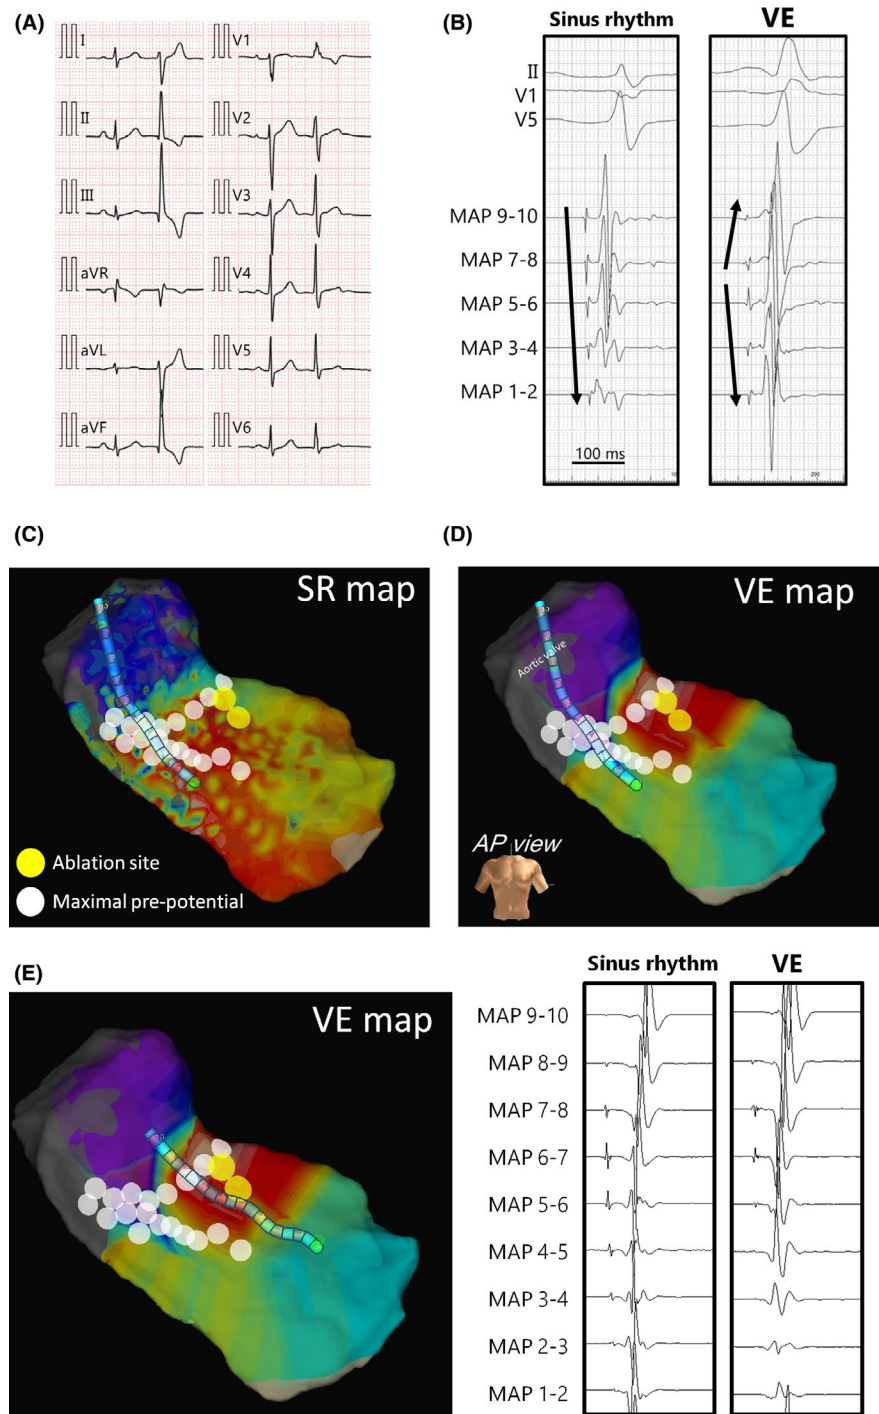 (A)
I
V1
II
V2
III
V3
aVR
V4
aVL
V5
aVF
V6
(B)
Sinus rhythm
VE
II
V1
V5
MAP 9-10
MAP 7-8
MAP 5-6
MAP 3-4
MAP 1-2
100 ms
200
(C)
SR map
Ablation site
Maximal pre-potential
(D)
VE map
Aortic valve
AP view
(E)
VE map
Sinus rhythm
VE
MAP 9-10
MAP 8-9
MAP 7-8
MAP 6-7
MAP 5-6
MAP 4-5
MAP 3-4
MAP 2-3
MAP 1-2